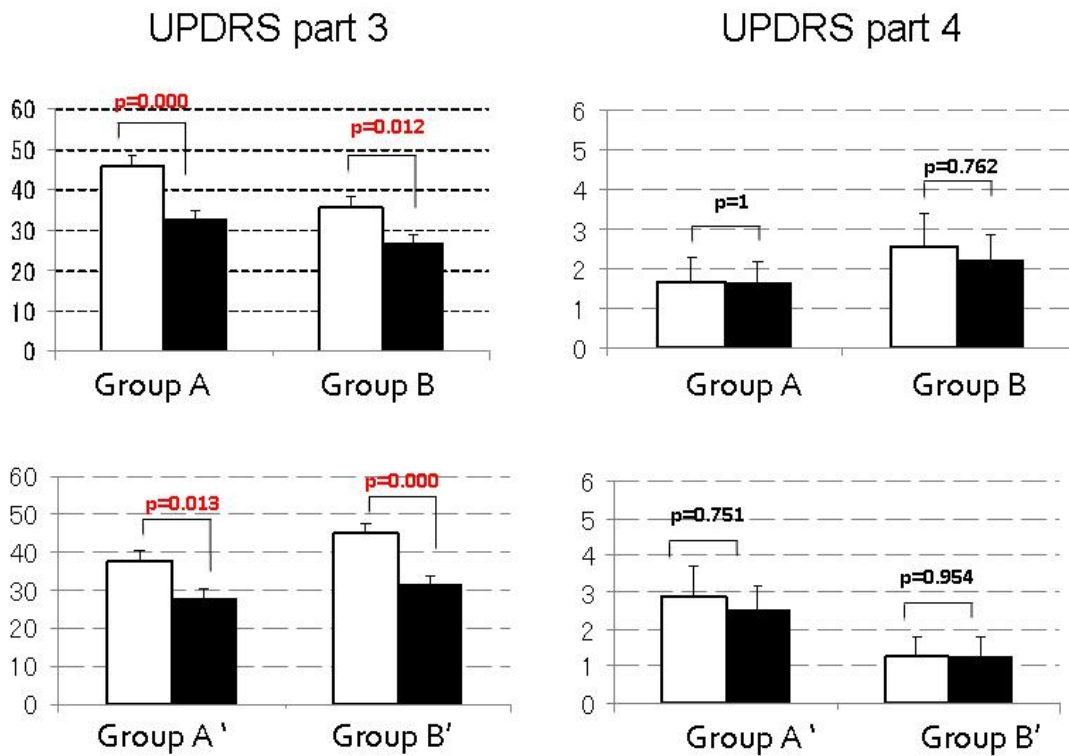 UPDRS part 3
60
50
40
30
20
10
0
p=0.000
p=0.012
Group A
Group B
UPDRS part 4
6
5
4
3
2
1
0
p=1
p=0.762
Group A
Group B
60
50
40
30
20
10
0
p=0.013
p=0.000
Group A'
Group B'
6
5
4
3
2
1
0
p=0.751
p=0.954
Group A'
Group B'